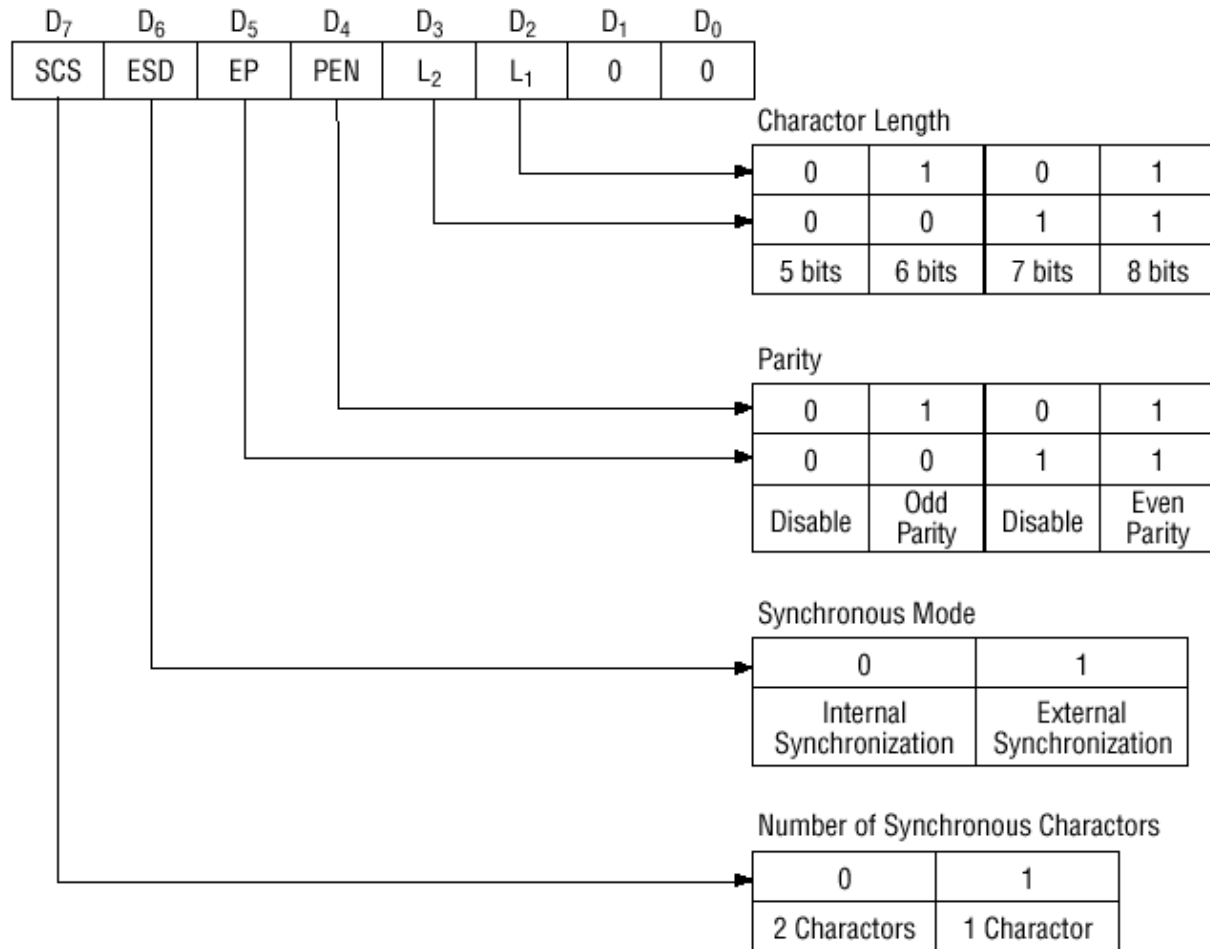 D₇ D₆ D₅ D₄ D₃ D₂ D₁ D₀
SCS ESD EP PEN L₂ L₁ 0 0
Charactor Length
0 1 0 1
0 0 1 1
5 bits 6 bits 7 bits 8 bits
Parity
0 1 0 1
0 0 1 1
Disable Odd Parity Disable Even Parity
Synchronous Mode
0 1
Internal Synchronization External Synchronization
Number of Synchronous Charactors
0 1
2 Charactors 1 Charactor